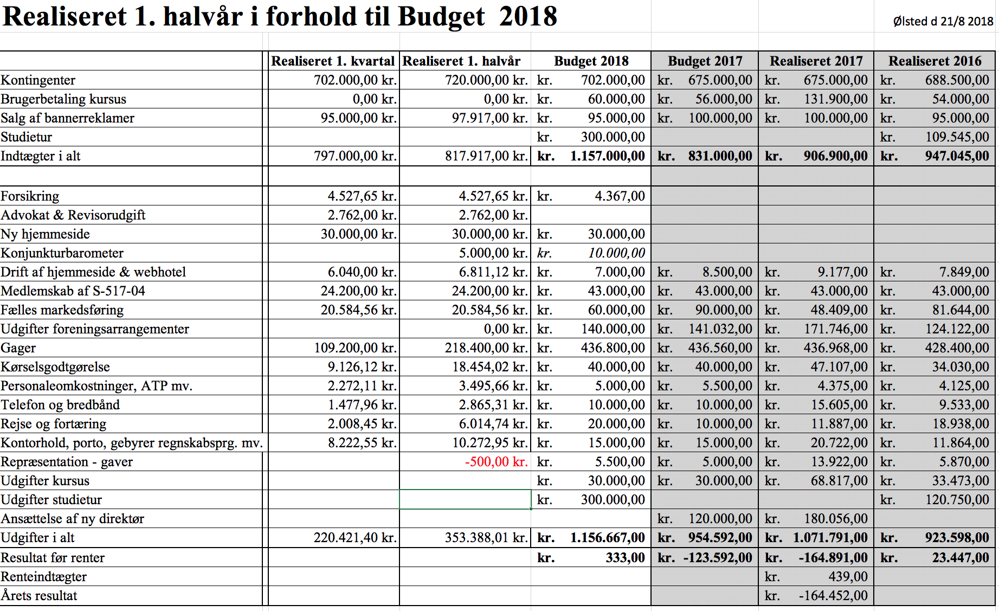 Realiseret 1. halvår i forhold til Budget 2018
Ølsted d 21/8 2018
Realiseret 1. kvartal Realiseret 1. halvår Budget 2018 Budget 2017 Realiseret 2017 Realiseret 2016
Kontingenter 702.000,00 kr. 720.000,00 kr. kr. 702.000,00 kr. 675.000,00 kr. 675.000,00 kr. 688.500,00
Brugerbetaling kursus 0,00 kr. 0,00 kr. kr. 60.000,00 kr. 56.000,00 kr. 131.900,00 kr. 54.000,00
Salg af bannerreklamer 95.000,00 kr. 97.917,00 kr. kr. 95.000,00 kr. 100.000,00 kr. 100.000,00 kr. 95.000,00
Studietur kr. 300.000,00 kr. 109.545,00
Indtægter i alt 797.000,00 kr. 817.917,00 kr. kr. 1.157.000,00 kr. 831.000,00 kr. 906.900,00 kr. 947.045,00
Forsikring 4.527,65 kr. 4.527,65 kr. kr. 4.367,00
Advokat & Revisorudgift 2.762,00 kr. 2.762,00 kr.
Ny hjemmeside 30.000,00 kr. 30.000,00 kr. kr. 30.000,00
Konjunkturbarometer 5.000,00 kr. kr. 10.000,00
Drift af hjemmeside & webhotel 6.040,00 kr. 6.811,12 kr. kr. 7.000,00 kr. 8.500,00 kr. 9.177,00 kr. 7.849,00
Medlemskab af S-517-04 24.200,00 kr. 24.200,00 kr. kr. 43.000,00 kr. 43.000,00 kr. 43.000,00 kr. 43.000,00
Fælles markedsføring 20.584,56 kr. 20.584,56 kr. kr. 60.000,00 kr. 90.000,00 kr. 48.409,00 kr. 81.644,00
Udgifter foreningsarrangementer 0,00 kr. kr. 140.000,00 kr. 141.032,00 kr. 171.746,00 kr. 124.122,00
Gager 109.200,00 kr. 218.400,00 kr. kr. 436.800,00 kr. 436.560,00 kr. 436.968,00 kr. 428.400,00
Kørselsgodtgørelse 9.126,12 kr. 18.454,02 kr. kr. 40.000,00 kr. 40.000,00 kr. 47.107,00 kr. 34.030,00
Personaleomkostninger, ATP mv. 2.272,11 kr. 3.495,66 kr. kr. 5.000,00 kr. 5.500,00 kr. 4.375,00 kr. 4.125,00
Telefon og bredbånd 1.477,96 kr. 2.865,31 kr. kr. 10.000,00 kr. 10.000,00 kr. 15.605,00 kr. 9.533,00
Rejse og fortæring 2.008,45 kr. 6.014,74 kr. kr. 20.000,00 kr. 10.000,00 kr. 11.887,00 kr. 18.938,00
Kontorhold, porto, gebyrer regnskabsprg. mv. 8.222,55 kr. 10.272,95 kr. kr. 15.000,00 kr. 15.000,00 kr. 20.722,00 kr. 11.864,00
Repræsentation - gaver -500,00 kr. kr. 5.500,00 kr. 5.000,00 kr. 13.922,00 kr. 5.870,00
Udgifter kursus kr. 30.000,00 kr. 30.000,00 kr. 68.817,00 kr. 33.473,00
Udgifter studietur kr. 300.000,00 kr. 120.750,00
Ansættelse af ny direktør kr. 120.000,00 kr. 180.056,00
Udgifter i alt 220.421,40 kr. 353.388,01 kr. kr. 1.156.667,00 kr. 954.592,00 kr. 1.071.791,00 kr. 923.598,00
Resultat før renter kr. 333,00 kr. -123.592,00 kr. -164.891,00 kr. 23.447,00
Renteindtægter kr. 439,00
Årets resultat kr. -164.452,00